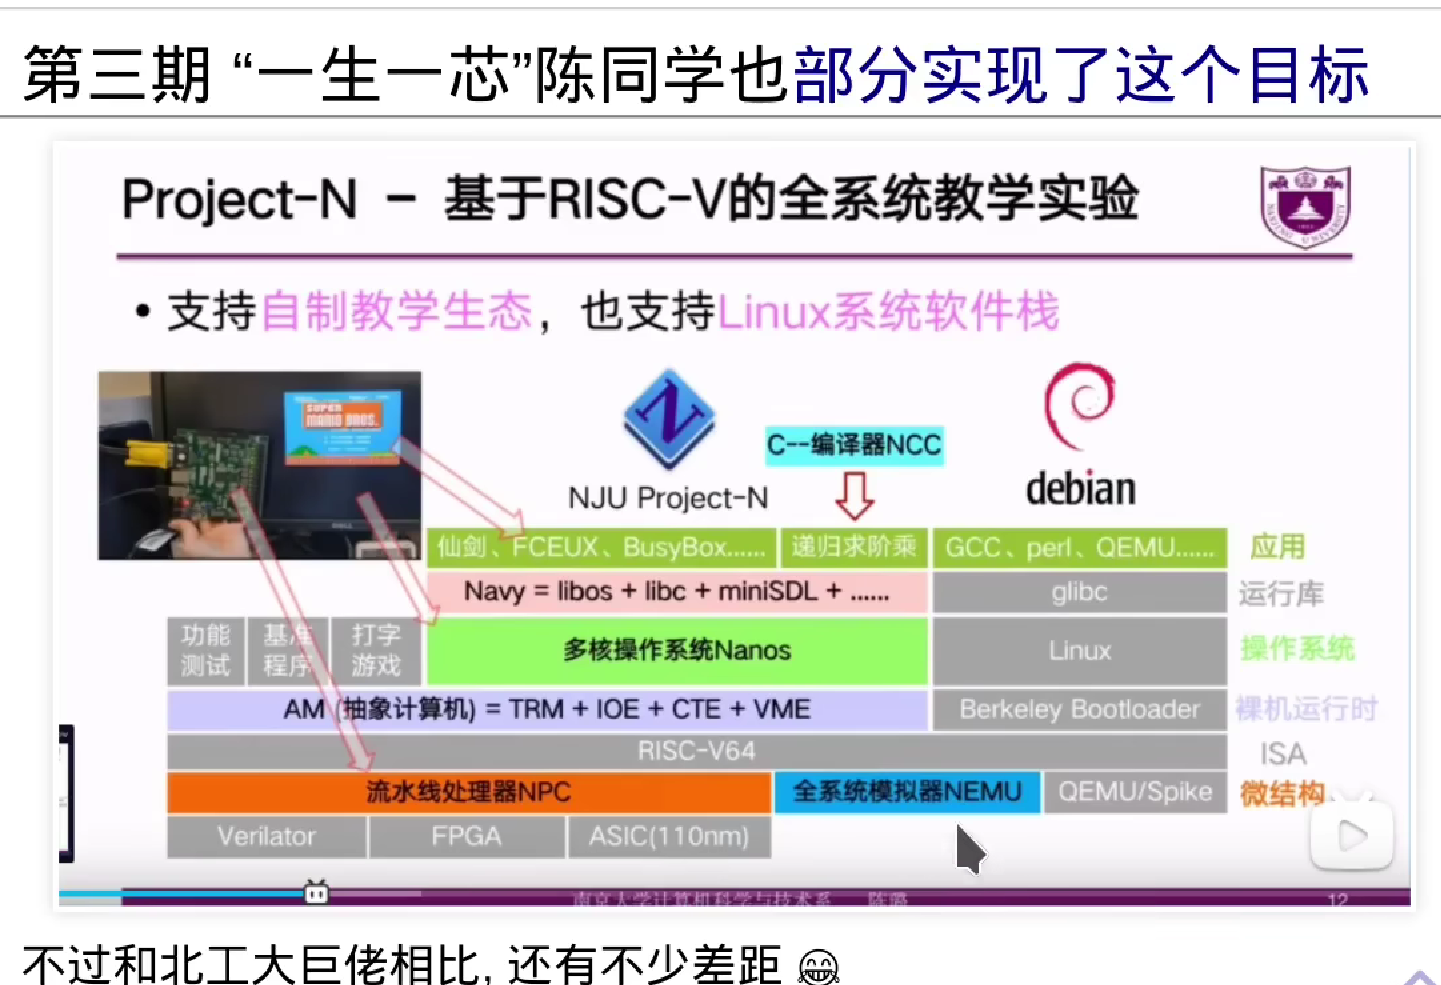 第三期 “一生一芯”陈同学也部分实现了这个目标
Project-N - 基于RISC-V的全系统教学实验
• 支持自制教学生态，也支持Linux系统软件栈
SUPER
MARIO BROS.
C--编译器NCC
NJU Project-N
debian
仙剑、FCEUX、BusyBox...... 递归求阶乘 GCC、perl、QEMU...... 应用
Navy = libos + libc + miniSDL + ...... glibc 运行库
功能测试 基准程序 打字游戏 多核操作系统Nanos Linux 操作系统
AM (抽象计算机) = TRM + IOE + CTE + VME Berkeley Bootloader 裸机运行时
RISC-V64 ISA
流水线处理器NPC 全系统模拟器NEMU QEMU/Spike 微结构
Verilator FPGA ASIC(110nm)
南京大学计算机科学与技术系 陈璐 12
不过和北工大巨佬相比, 还有不少差距 😁